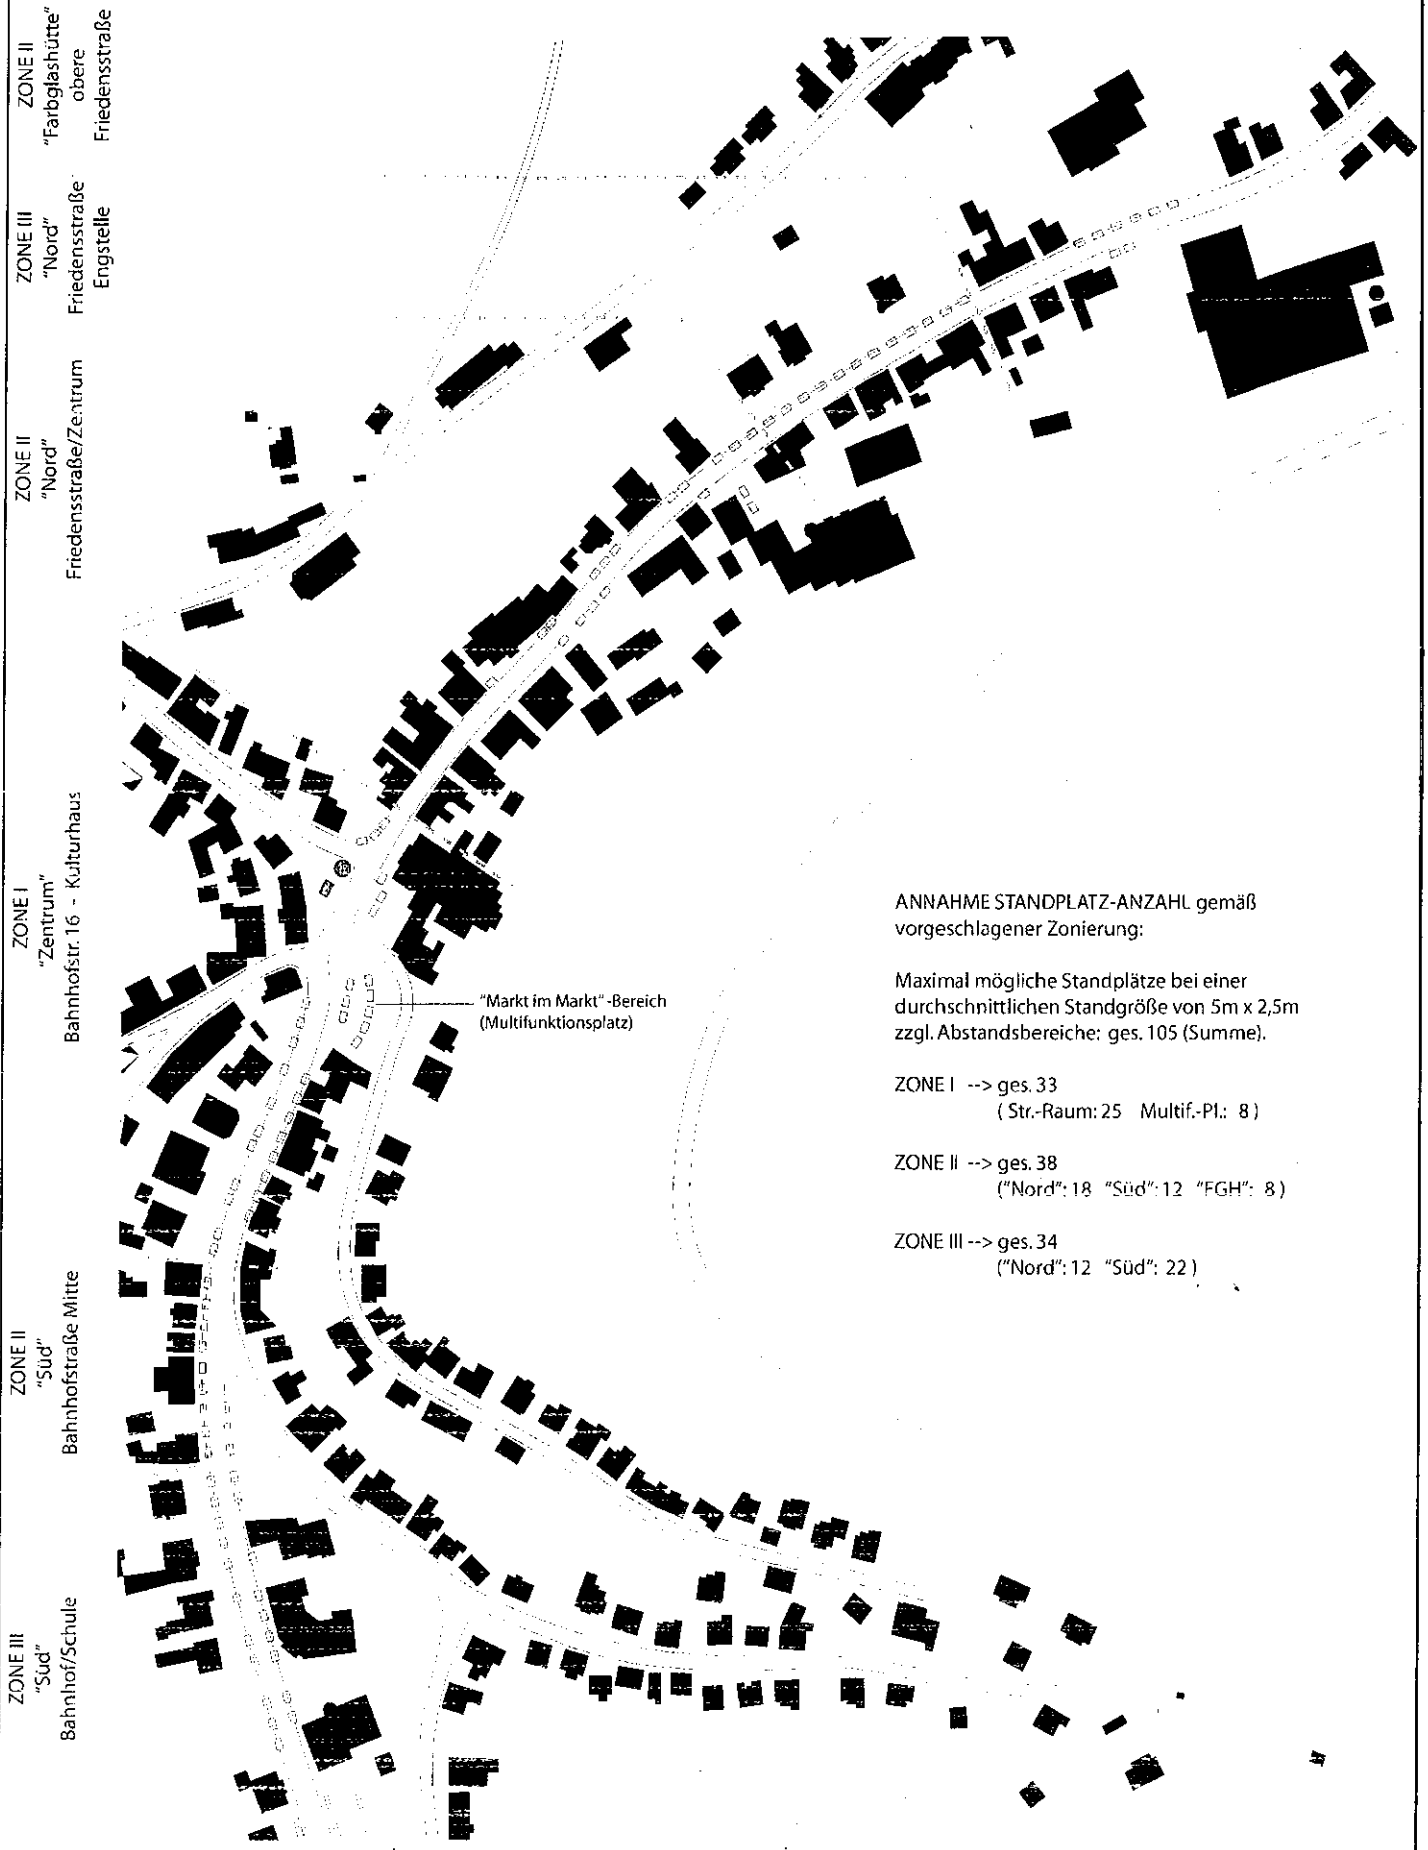 ZONE II
"Farbglashütte"
obere
Friedensstraße
ZONE III
"Nord"
Friedensstraße
Engstelle
ZONE II
"Nord"
Friedensstraße/Zentrum
ZONE I
"Zentrum"
Bahnhofstr. 16 - Kulturhaus
ZONE II
"Süd"
Bahnhofstraße Mitte
ZONE III
"Süd"
Bahnhof/Schule
"Markt im Markt"-Bereich
(Multifunktionsplatz)
ANNAHME STANDPLATZ-ANZAHL gemäß
vorgeschlagener Zonierung:
Maximal mögliche Standplätze bei einer
durchschnittlichen Standgröße von 5m x 2,5m
zzgl. Abstandsbereiche: ges. 105 (Summe).
ZONE I --> ges. 33
( Str.-Raum: 25 Multif.-Pl.: 8 )
ZONE II --> ges. 38
("Nord": 18 "Süd": 12 "FGH": 8 )
ZONE III --> ges. 34
("Nord": 12 "Süd": 22 )